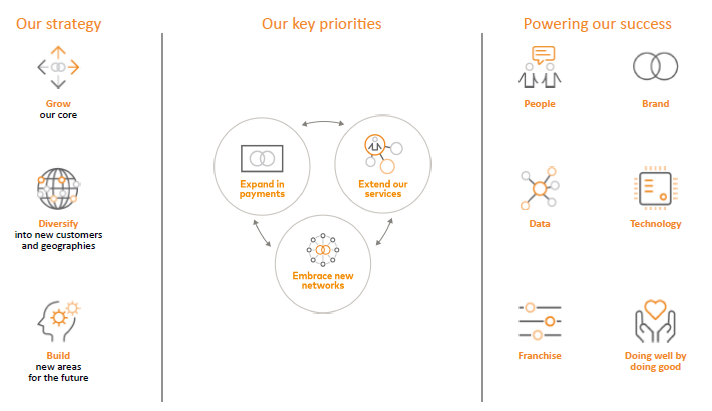 Our strategy
Grow
our core
Diversify
into new customers
and geographies
Build
new areas
for the future
Our key priorities
Expand in
payments
Extend our
services
Embrace new
networks
Powering our success
People
Brand
Data
Technology
Franchise
Doing well by
doing good